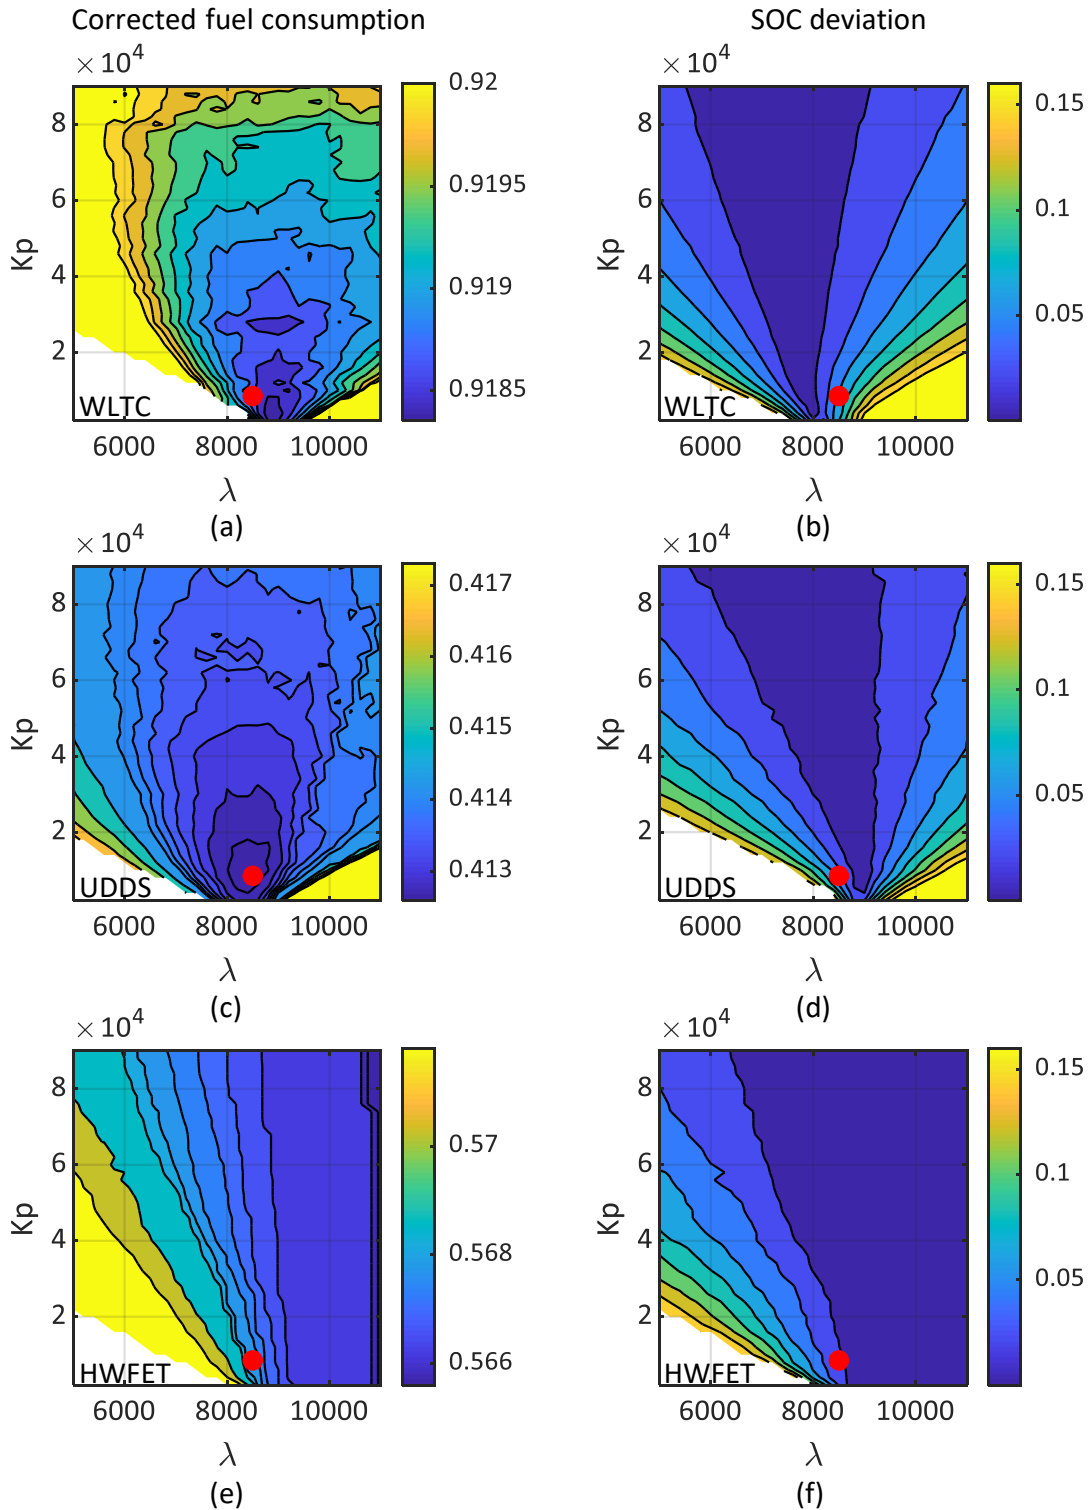 Corrected fuel consumption
SOC deviation
× 10^4
0.92
0.9195
0.919
0.9185
8
6
4
2
Kp
WLTC
6000 8000 10000
λ
(a)
× 10^4
0.15
0.1
0.05
8
6
4
2
Kp
WLTC
6000 8000 10000
λ
(b)
× 10^4
0.417
0.416
0.415
0.414
0.413
8
6
4
2
Kp
UDDS
6000 8000 10000
λ
(c)
× 10^4
0.15
0.1
0.05
8
6
4
2
Kp
UDDS
6000 8000 10000
λ
(d)
× 10^4
0.57
0.568
0.566
8
6
4
2
Kp
HWFET
6000 8000 10000
λ
(e)
× 10^4
0.15
0.1
0.05
8
6
4
2
Kp
HWFET
6000 8000 10000
λ
(f)